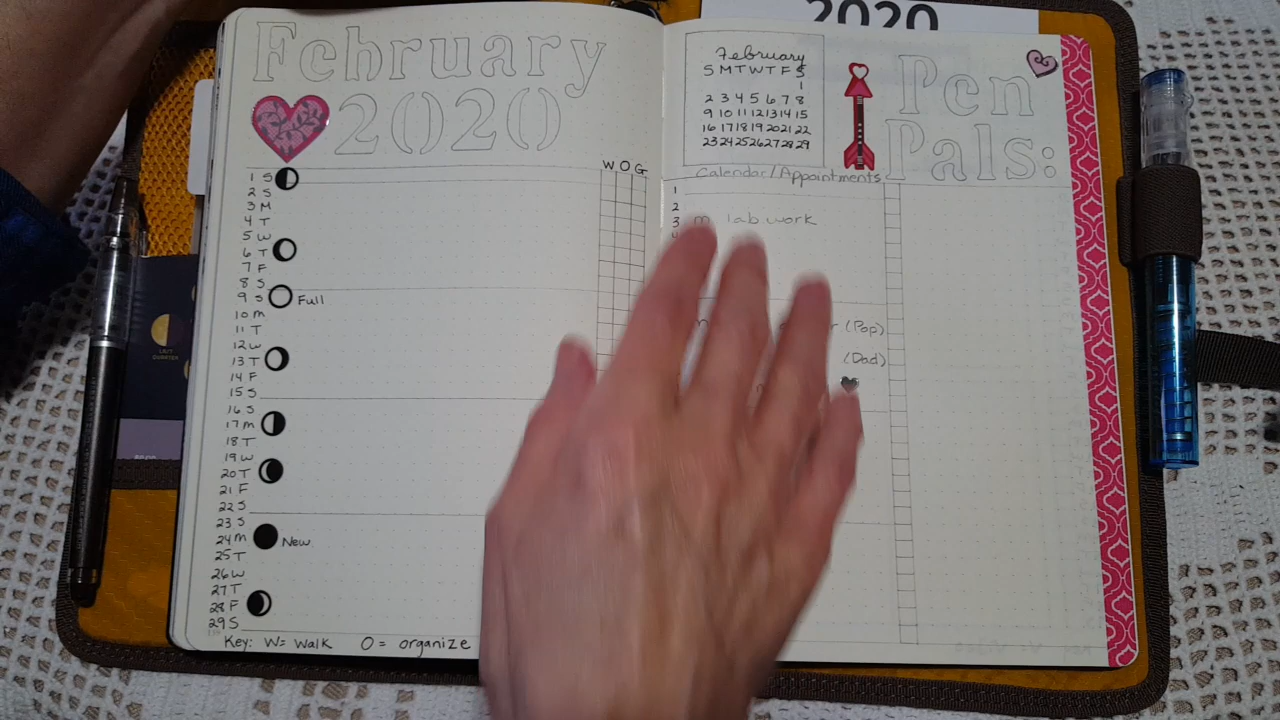 2020
February
2020
W O G
1 S
2 S
3 M
4 T
5 W
6 T
7 F
8 S
9 S Full
10 M
11 T
12 W
13 T
14 F
15 S
16 S
17 M
18 T
19 W
20 T
21 F
22 S
23 S
24 M New
25 T
26 W
27 T
28 F
29 S
Key: W= walk O = organize
February
S M T W T F S
1
2 3 4 5 6 7 8
9 10 11 12 13 14 15
16 17 18 19 20 21 22
23 24 25 26 27 28 29
Pen
Pals:
Calendar/Appointments
1
2
3 m lab work
(Pop)
(Dad)
LAST
QUARTER